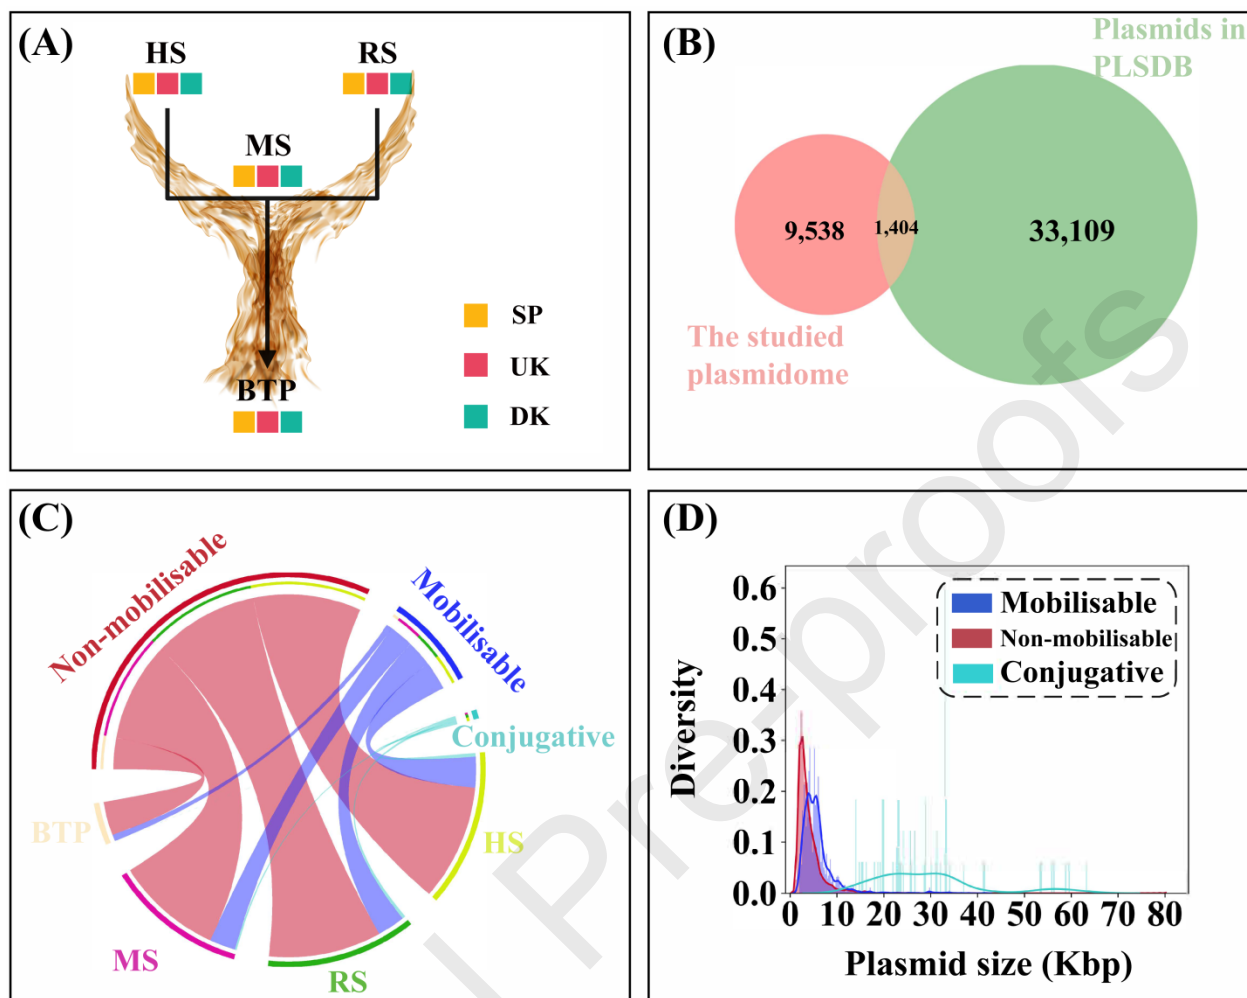 (A)
HS
RS
MS
BTP
SP
UK
DK
(B)
Plasmids in
PLSDB
9,538
1,404
33,109
The studied
plasmidome
(C)
Non-mobilisable
Mobilisable
Conjugative
BTP
HS
MS
RS
(D)
Mobilisable
Non-mobilisable
Conjugative
Diversity
0.6
0.5
0.4
0.3
0.2
0.1
0.0
0 10 20 30 40 50 60 70 80
Plasmid size (Kbp)
l Pre-proofs